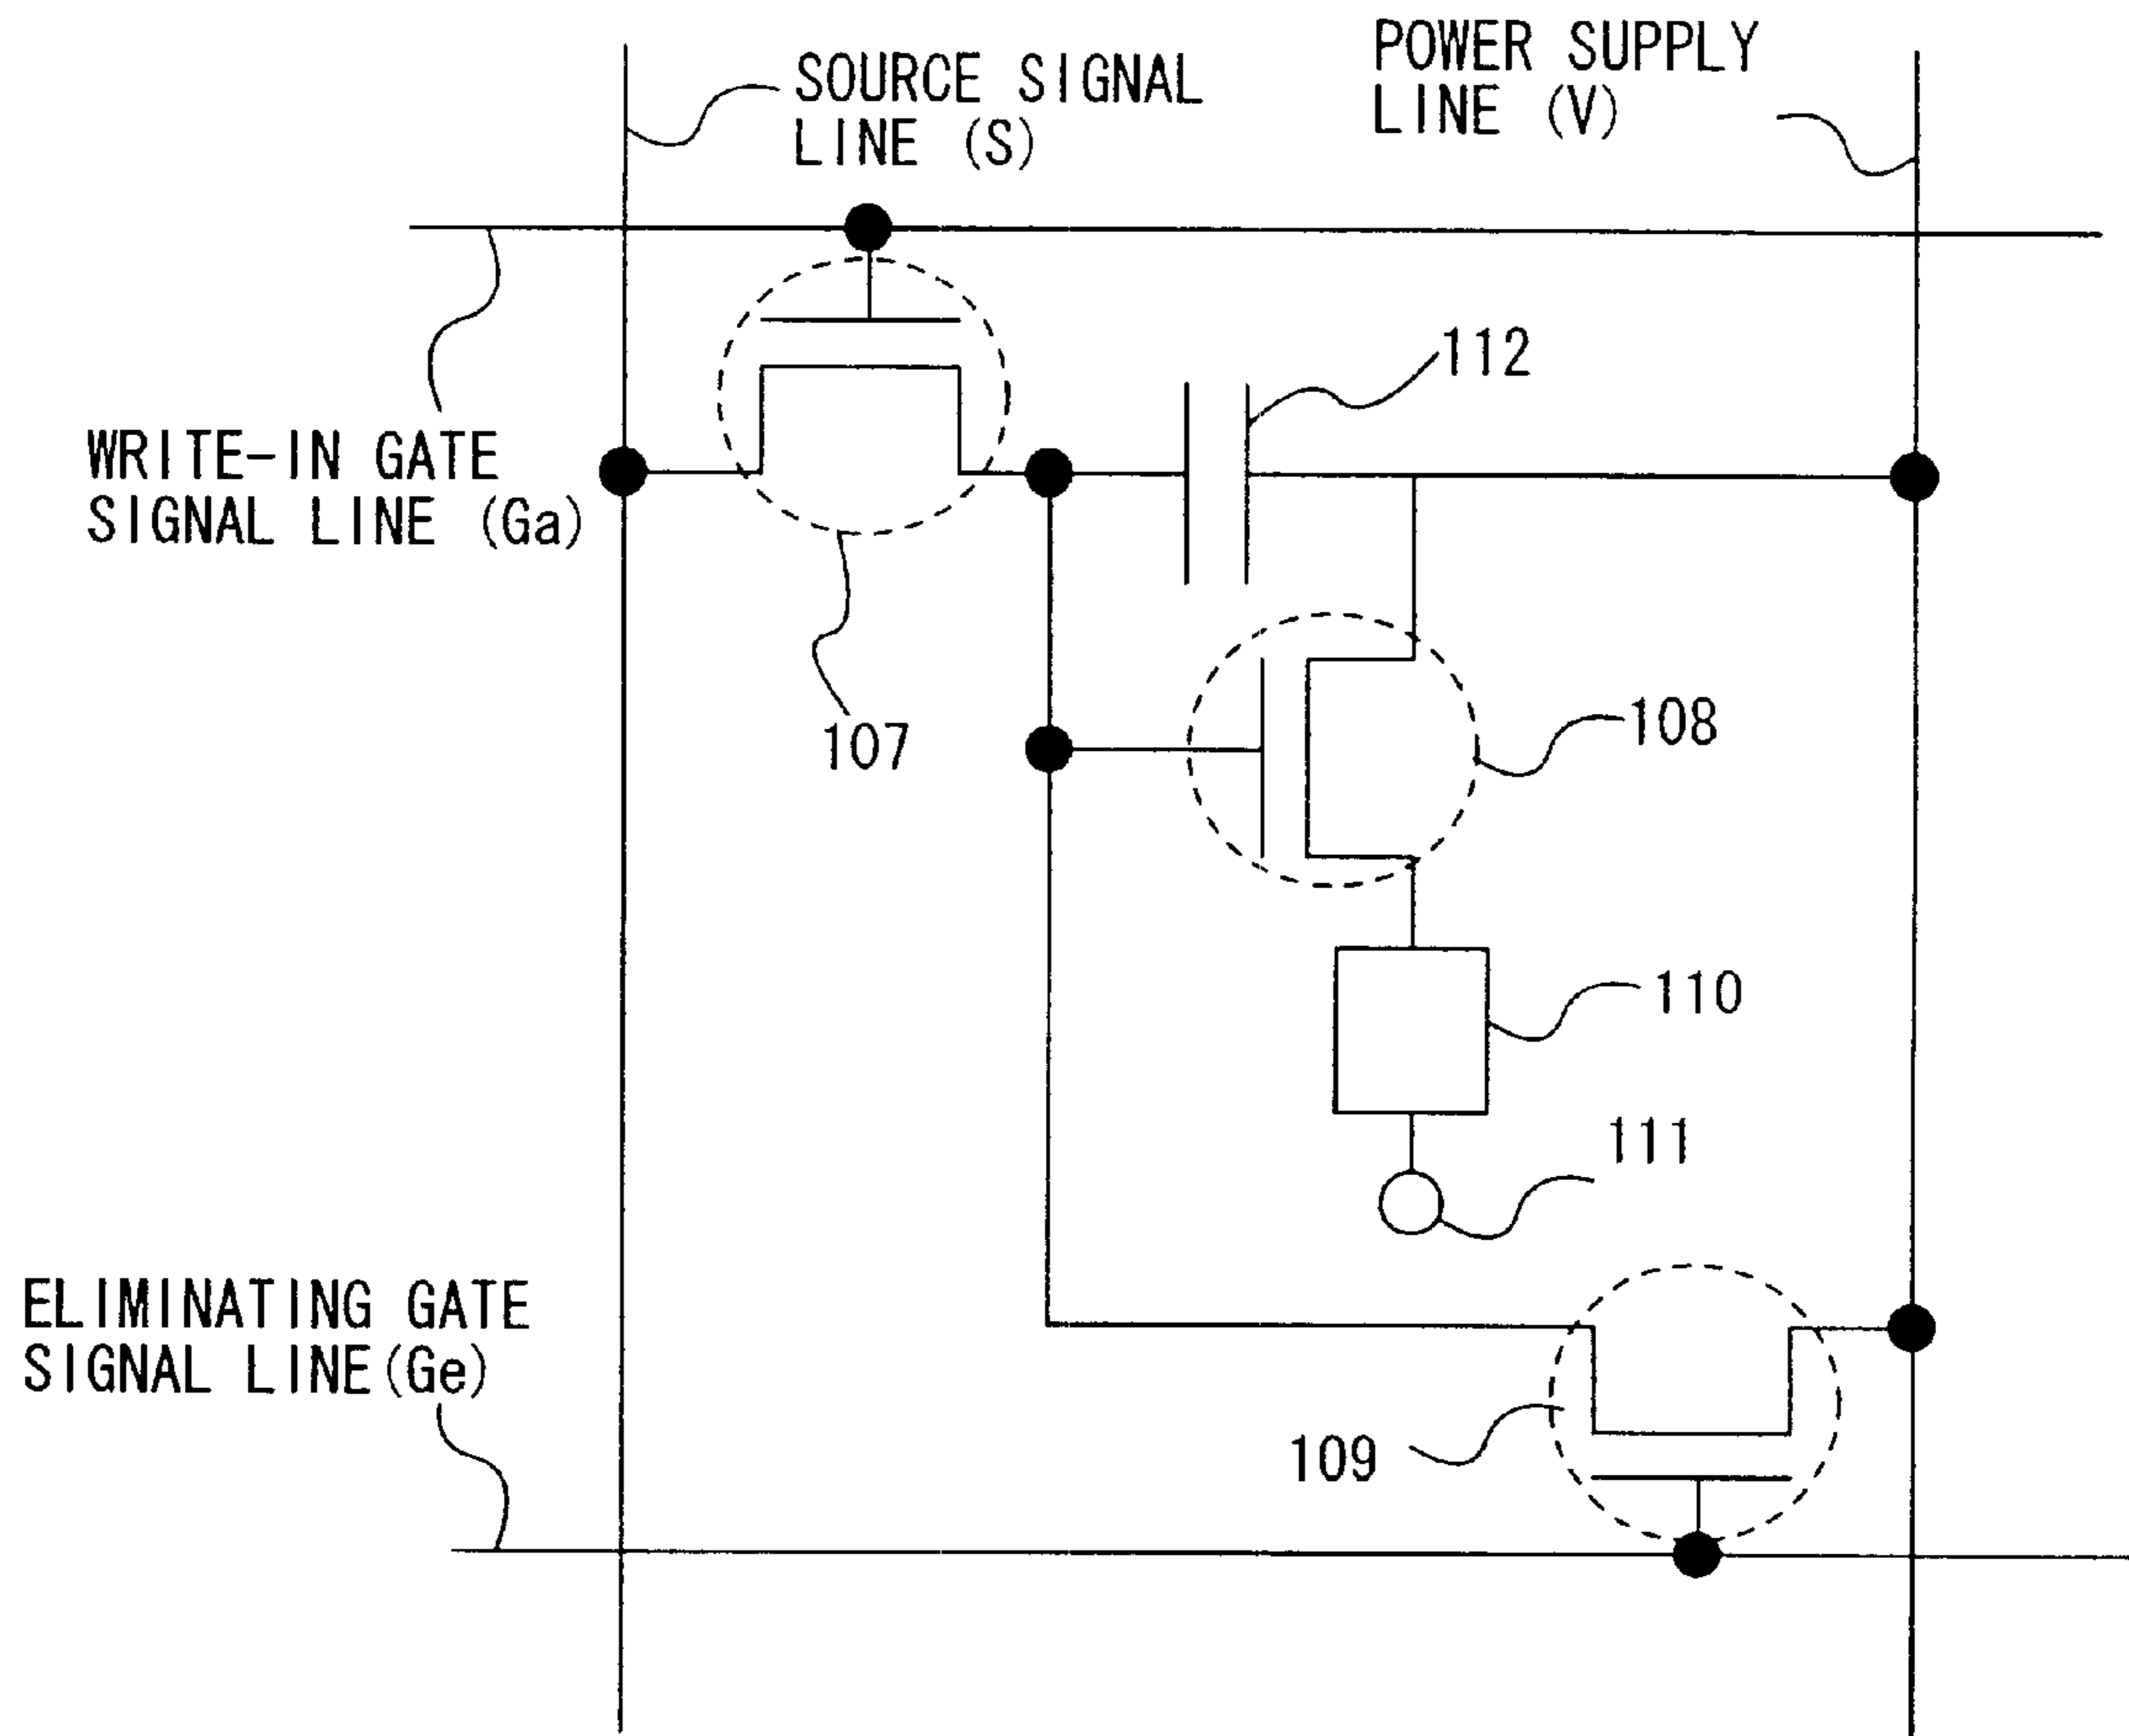 SOURCE SIGNAL
LINE (S)
POWER SUPPLY
LINE (V)
WRITE-IN GATE
SIGNAL LINE (Ga)
112
107
108
110
111
ELIMINATING GATE
SIGNAL LINE(Ge)
109